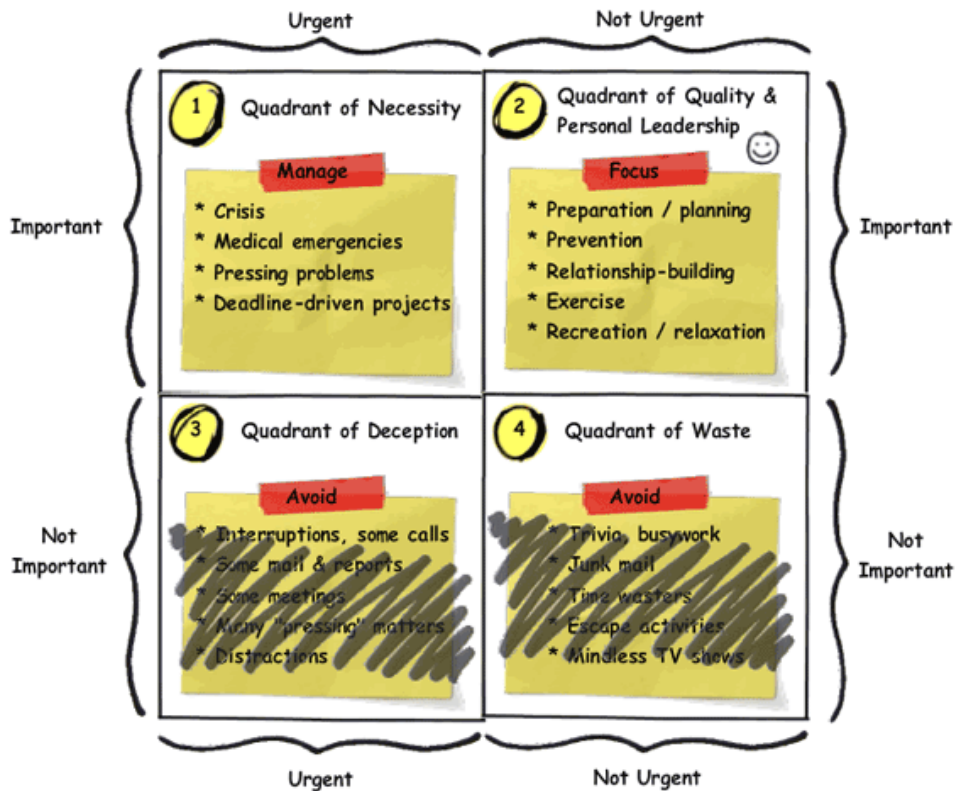 Urgent
Not Urgent
Important
Important
1
Quadrant of Necessity
Manage
* Crisis
* Medical emergencies
* Pressing problems
* Deadline-driven projects
2
Quadrant of Quality &
Personal Leadership
Focus
* Preparation / planning
* Prevention
* Relationship-building
* Exercise
* Recreation / relaxation
Not
Important
Not
Important
3
Quadrant of Deception
Avoid
* Interruptions, some calls
* Some mail & reports
* Some meetings
* Many "pressing" matters
* Distractions
4
Quadrant of Waste
Avoid
* Trivia, busywork
* Junk mail
* Time wasters
* Escape activities
* Mindless TV shows
Urgent
Not Urgent